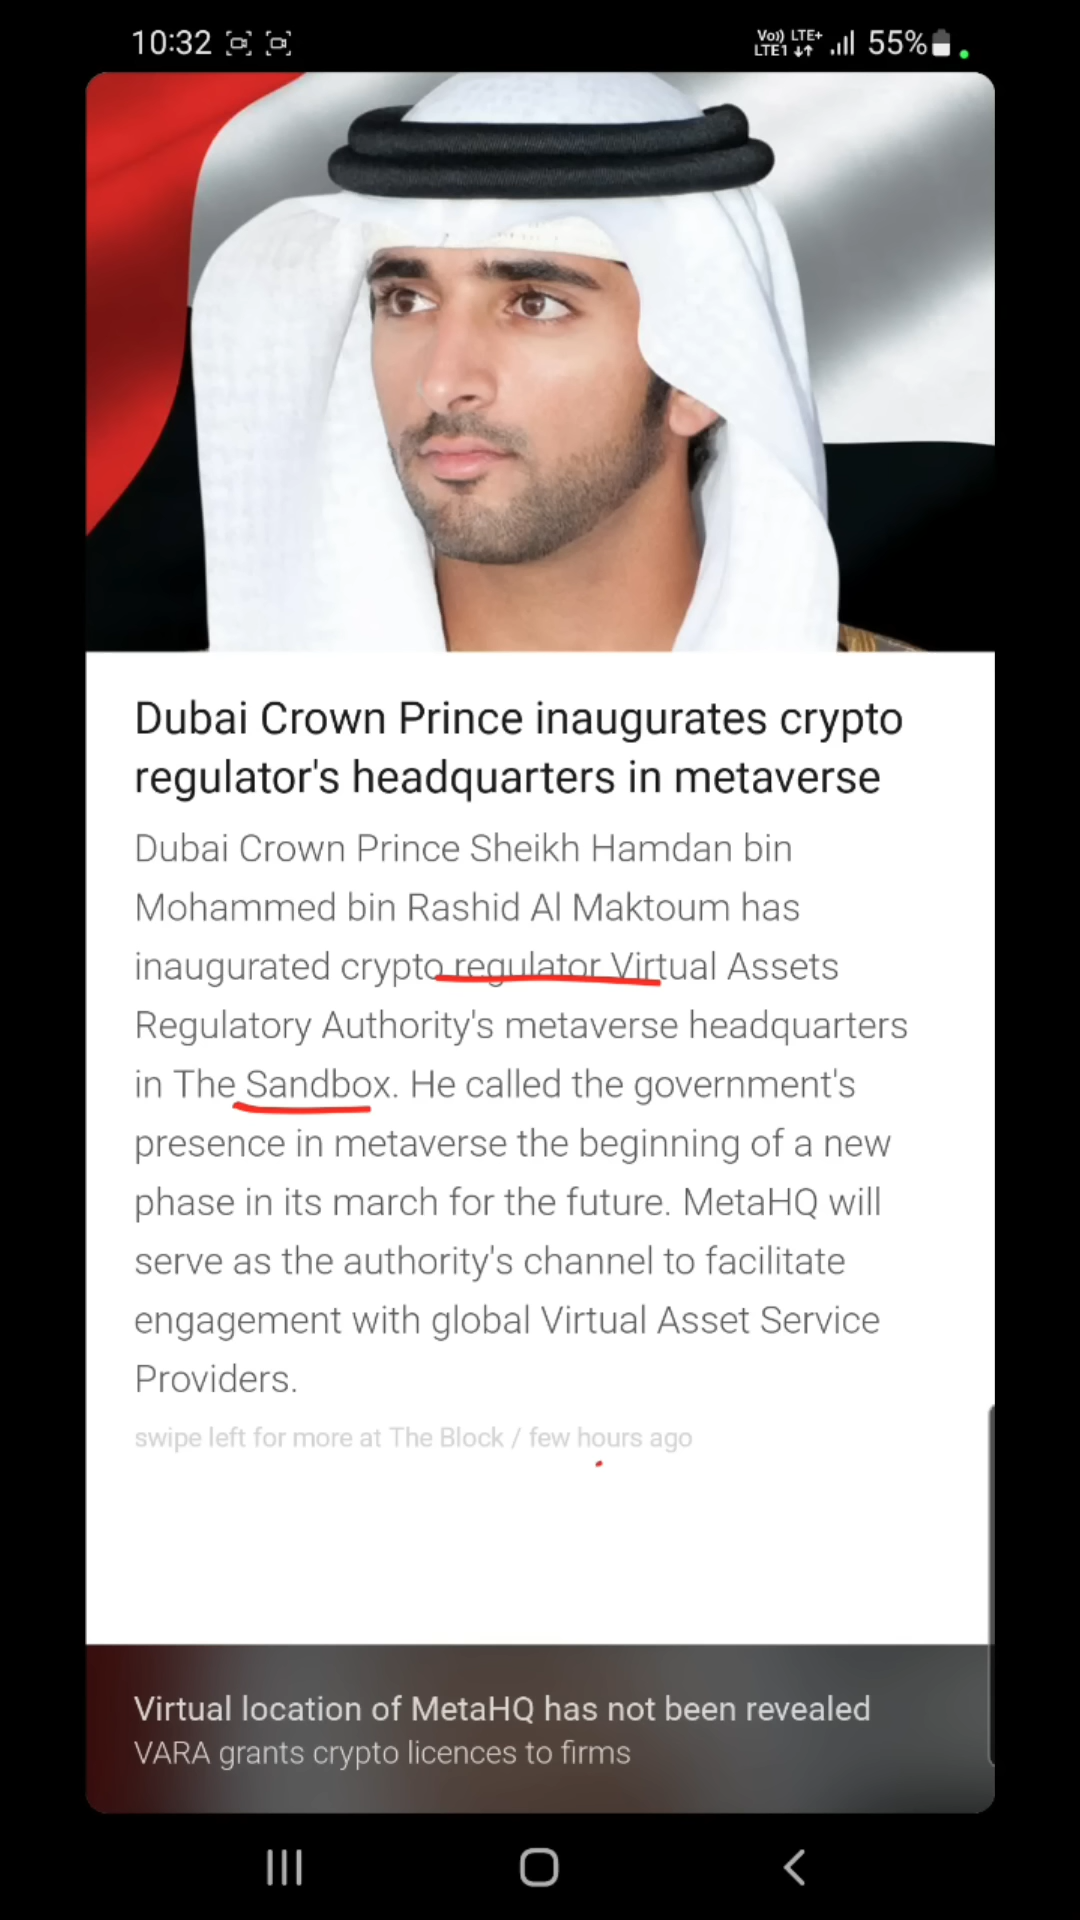 10:32
Vo)) LTE+
LTE1
55%
Dubai Crown Prince inaugurates crypto
regulator's headquarters in metaverse
Dubai Crown Prince Sheikh Hamdan bin
Mohammed bin Rashid Al Maktoum has
inaugurated crypto regulator Virtual Assets
Regulatory Authority's metaverse headquarters
in The Sandbox. He called the government's
presence in metaverse the beginning of a new
phase in its march for the future. MetaHQ will
serve as the authority's channel to facilitate
engagement with global Virtual Asset Service
Providers.
swipe left for more at The Block / few hours ago
Virtual location of MetaHQ has not been revealed
VARA grants crypto licences to firms